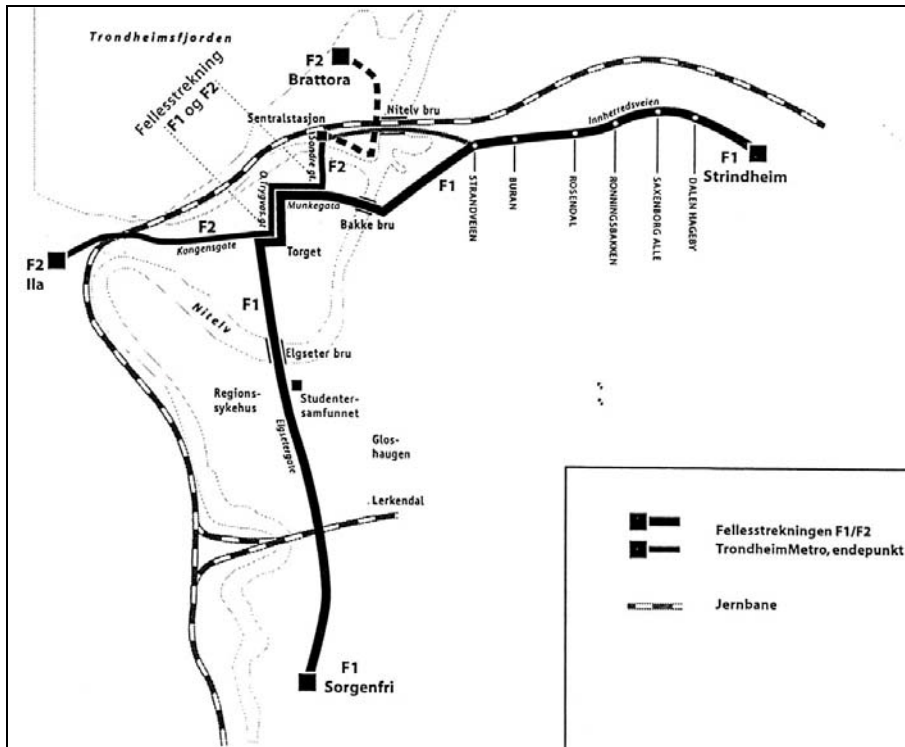 Trondheimsfjorden
F2
Brattora
Fellesstrekning
F1 og F2
Sentralstasjon
Nitelv bru
Søndre gt.
F2
Innherredsveien
F1
Strindheim
F1
O.Trygvas.gt
Munkegata
Bakke bru
STRANDVEIEN
BURAN
ROSENDAL
RONNINGSBAKKEN
SAXENBORG ALLE
DALEN HAGEBY
F2
Kongensgate
Torget
F2
Ila
F1
Nitelv
Elgseter bru
Regions-
sykehus
Studenter-
samfunnet
Elgsetergate
Glos-
haugen
Lerkendal
F1
Sorgenfri
Fellesstrekningen F1/F2
TrondheimMetro, endepunkt
Jernbane